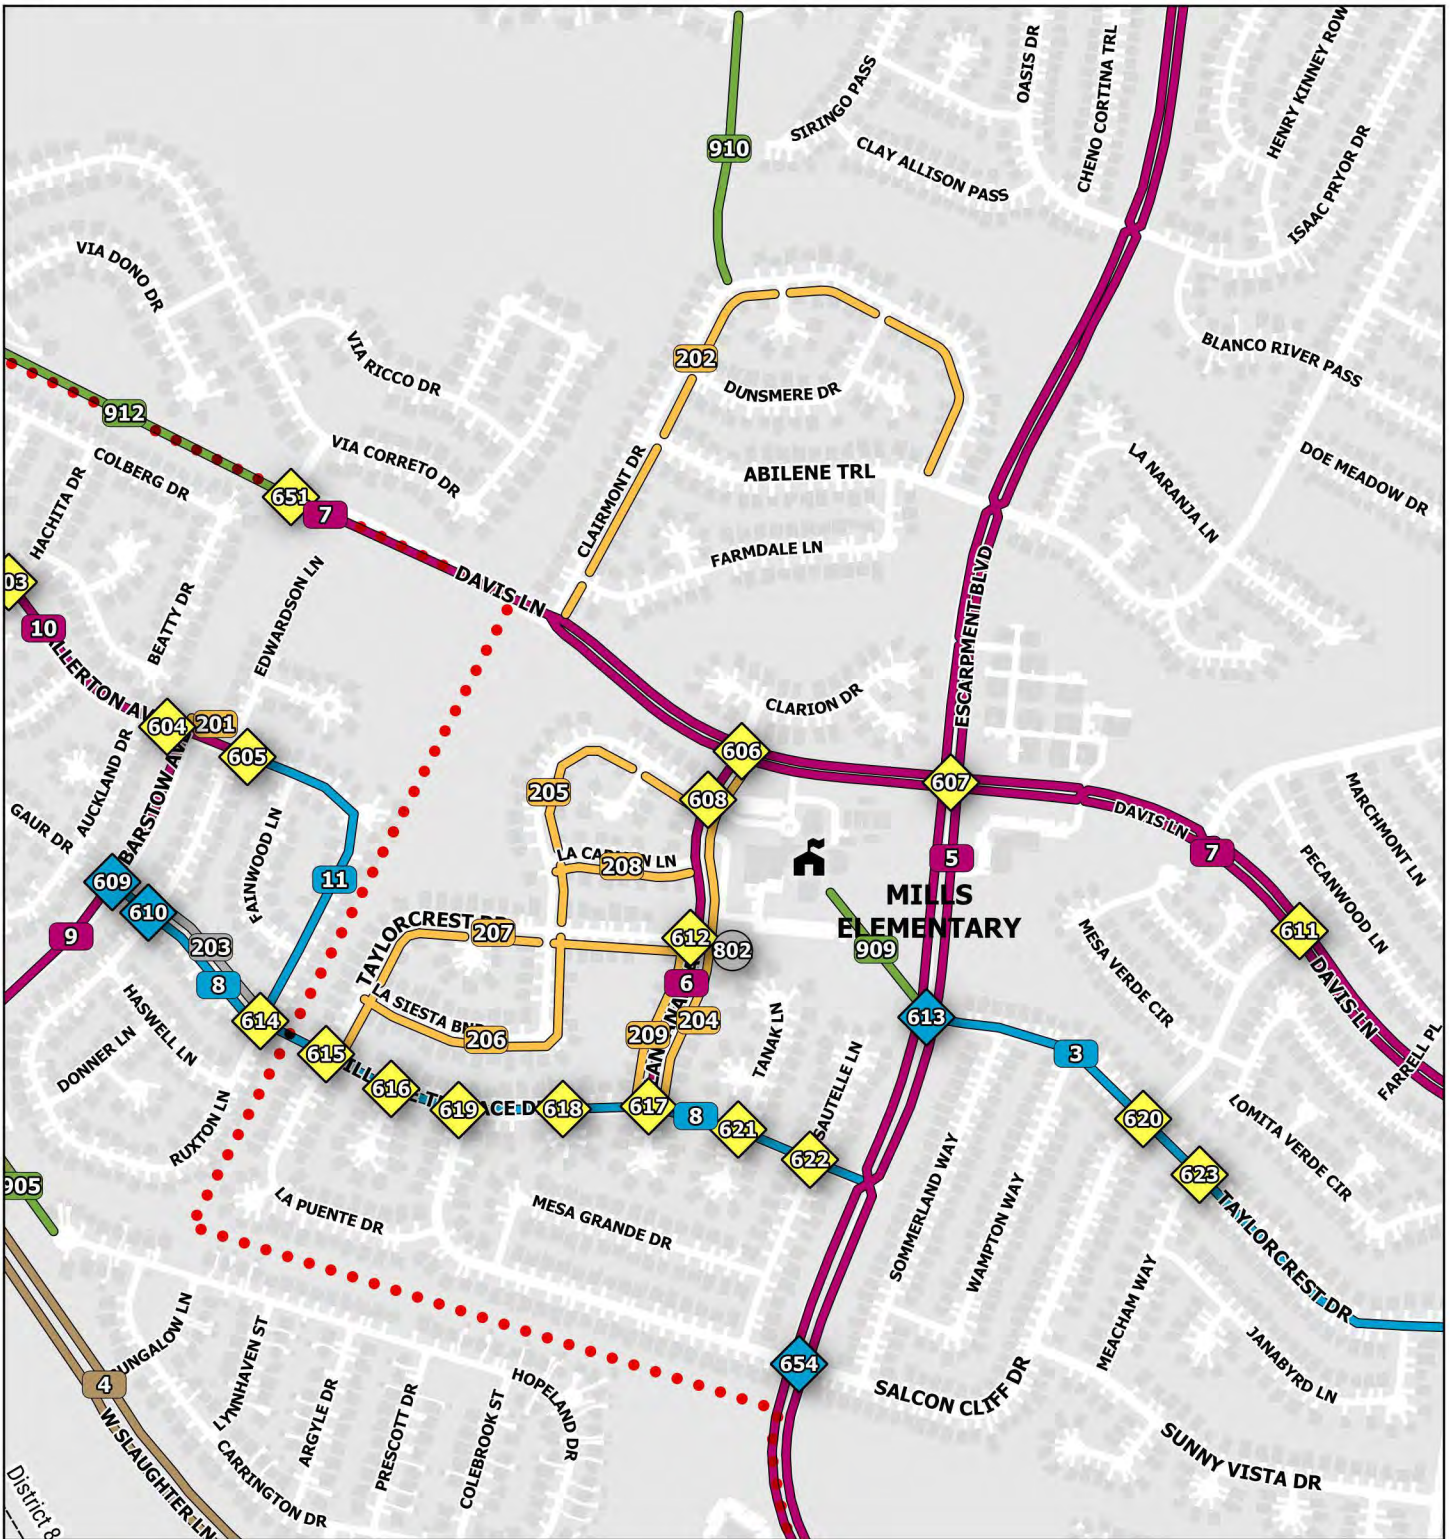 OASIS DR
CHENO CORTINA TRL
HENRY KINNEY ROW
SIRINGO PASS
910
CLAY ALLISON PASS
ISAAC PRYOR DR
VIA DONO DR
VIA RICCO DR
202
DUNSMERE DR
BLANCO RIVER PASS
912
COLBERG DR
VIA CORRETO DR
ABILENE TRL
LA NARANJA LN
DOE MEADOW DR
HACHITA DR
651
7
CLAIRMONT DR
FARMDALE LN
03
DAVIS LN
10
BEATTY DR
EDWARDSON LN
ESCARPMENT BLVD
CLARION DR
604
201
605
606
607
AUCKLAND DR
BARSTOW AVE
GAUR DR
205
608
DAVIS LN
7
MARCHMONT LN
PECANWOOD LN
FAINWOOD LN
208
5
MILLS
ELEMENTARY
609
11
610
TAYLORCREST DR
207
612
802
909
611
9
203
8
6
MESA VERDE CIR
DAVIS LN
HASWELL LN
614
LA SIESTA BND
206
209
204
TANAK LN
613
3
DONNER LN
615
616
619
618
617
8
621
622
SAUTELLE LN
620
FARRELL PL
RUXTON LN
LOMITA VERDE CIR
623
905
LA PUENTE DR
MESA GRANDE DR
SOMMERLAND WAY
WAMPTON WAY
TAYLORCREST DR
MEACHAM WAY
JANABYRD LN
654
4
LYNNHAVEN ST
ARGYLE DR
PRESCOTT DR
COLEBROOK ST
HOPELAND DR
SALCON CLIFF DR
W SLAUGHTER LN
CARRINGTON DR
SUNNY VISTA DR
District 8